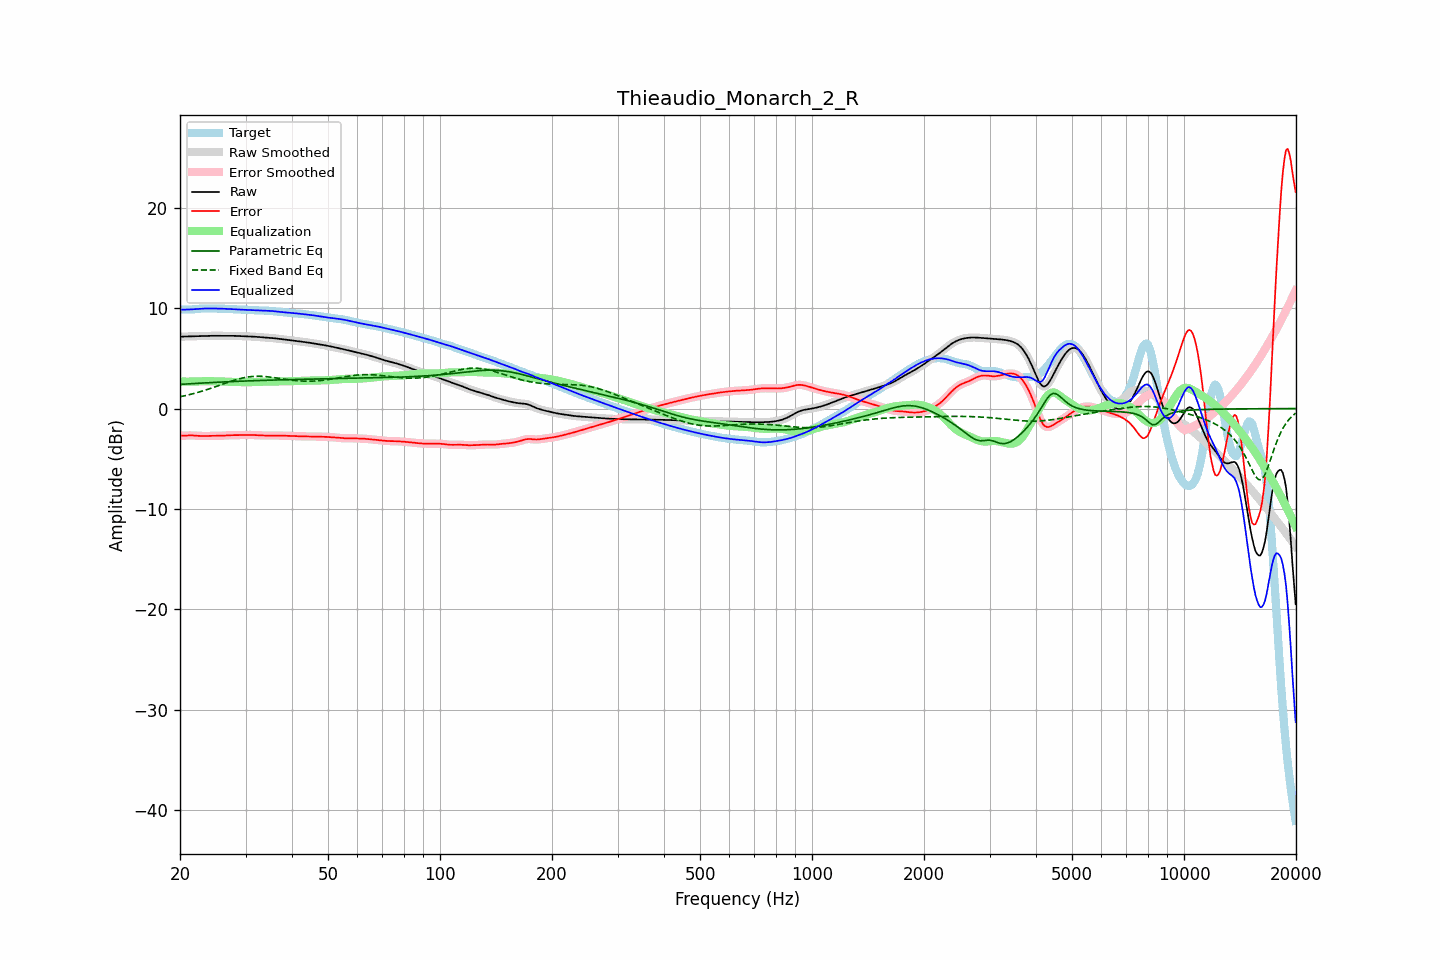 Thieaudio_Monarch_2_R
Target
Raw Smoothed
Error Smoothed
Raw
Error
Equalization
Parametric Eq
Fixed Band Eq
Equalized
20
10
0
−10
−20
−30
−40
Amplitude (dBr)
20 50 100 200 500 1000 2000 5000 10000 20000
Frequency (Hz)